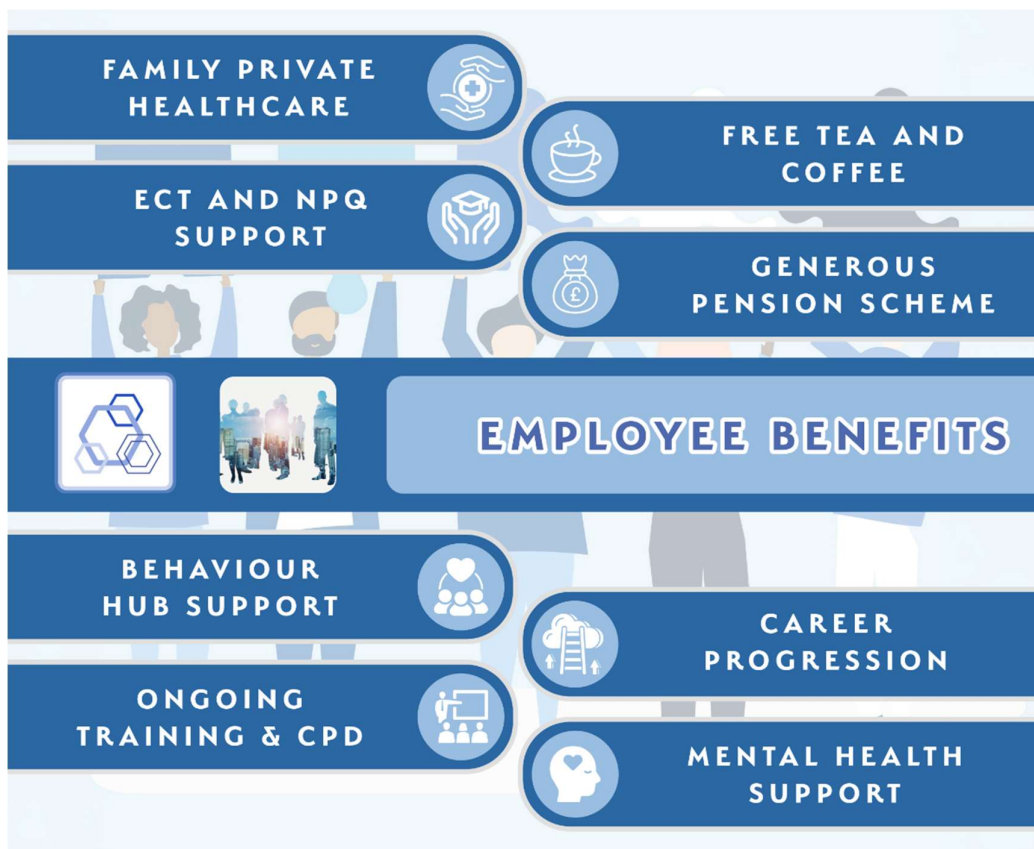 FAMILY PRIVATE
HEALTHCARE
FREE TEA AND
COFFEE
ECT AND NPQ
SUPPORT
GENEROUS
PENSION SCHEME
£
EMPLOYEE BENEFITS
BEHAVIOUR
HUB SUPPORT
CAREER
PROGRESSION
ONGOING
TRAINING & CPD
MENTAL HEALTH
SUPPORT